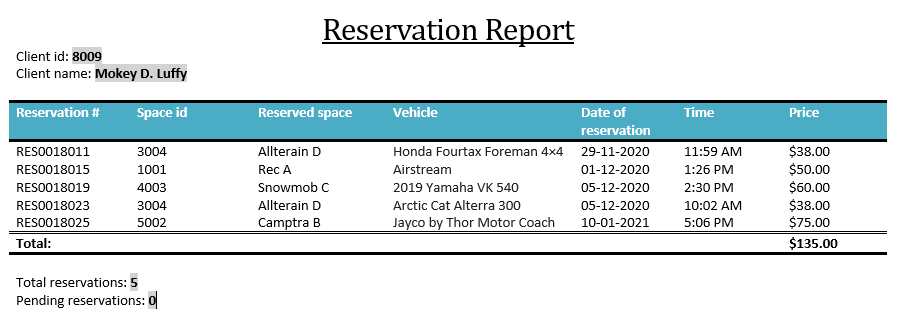 Reservation Report
Client id: 8009
Client name: Mokey D. Luffy
Reservation # Space id Reserved space Vehicle Date of reservation Time Price
RES0018011 3004 Allterain D Honda Fourtax Foreman 4×4 29-11-2020 11:59 AM $38.00
RES0018015 1001 Rec A Airstream 01-12-2020 1:26 PM $50.00
RES0018019 4003 Snowmob C 2019 Yamaha VK 540 05-12-2020 2:30 PM $60.00
RES0018023 3004 Allterain D Arctic Cat Alterra 300 05-12-2020 10:02 AM $38.00
RES0018025 5002 Camptra B Jayco by Thor Motor Coach 10-01-2021 5:06 PM $75.00
Total: $135.00
Total reservations: 5
Pending reservations: 0